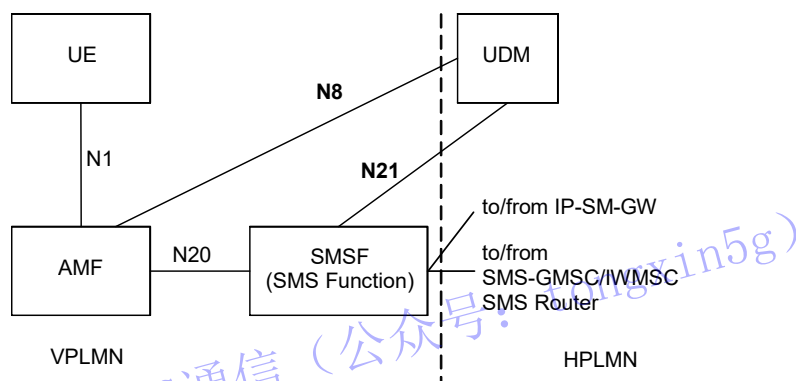 UE
UDM
N8
N1
N21
to/from IP-SM-GW
AMF
N20
SMSF
(SMS Function)
to/from
SMS-GMSC/IWMSC
SMS Router
VPLMN
HPLMN
通信（公众号：tongxin5g）